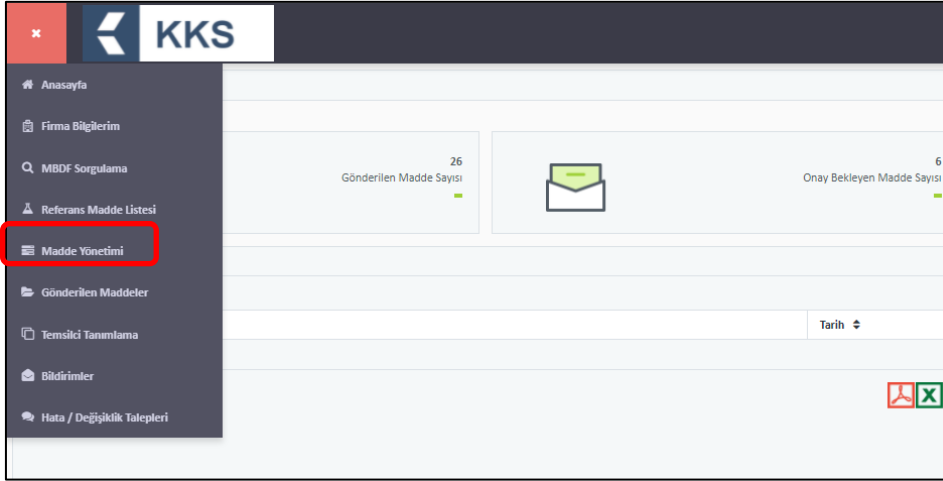 KKS
Anasayfa
Firma Bilgilerim
MBDF Sorgulama
Referans Madde Listesi
Madde Yönetimi
Gönderilen Maddeler
Temsilci Tanımlama
Bildirimler
Hata / Değişiklik Talepleri
26
Gönderilen Madde Sayısı
6
Onay Bekleyen Madde Sayısı
Tarih